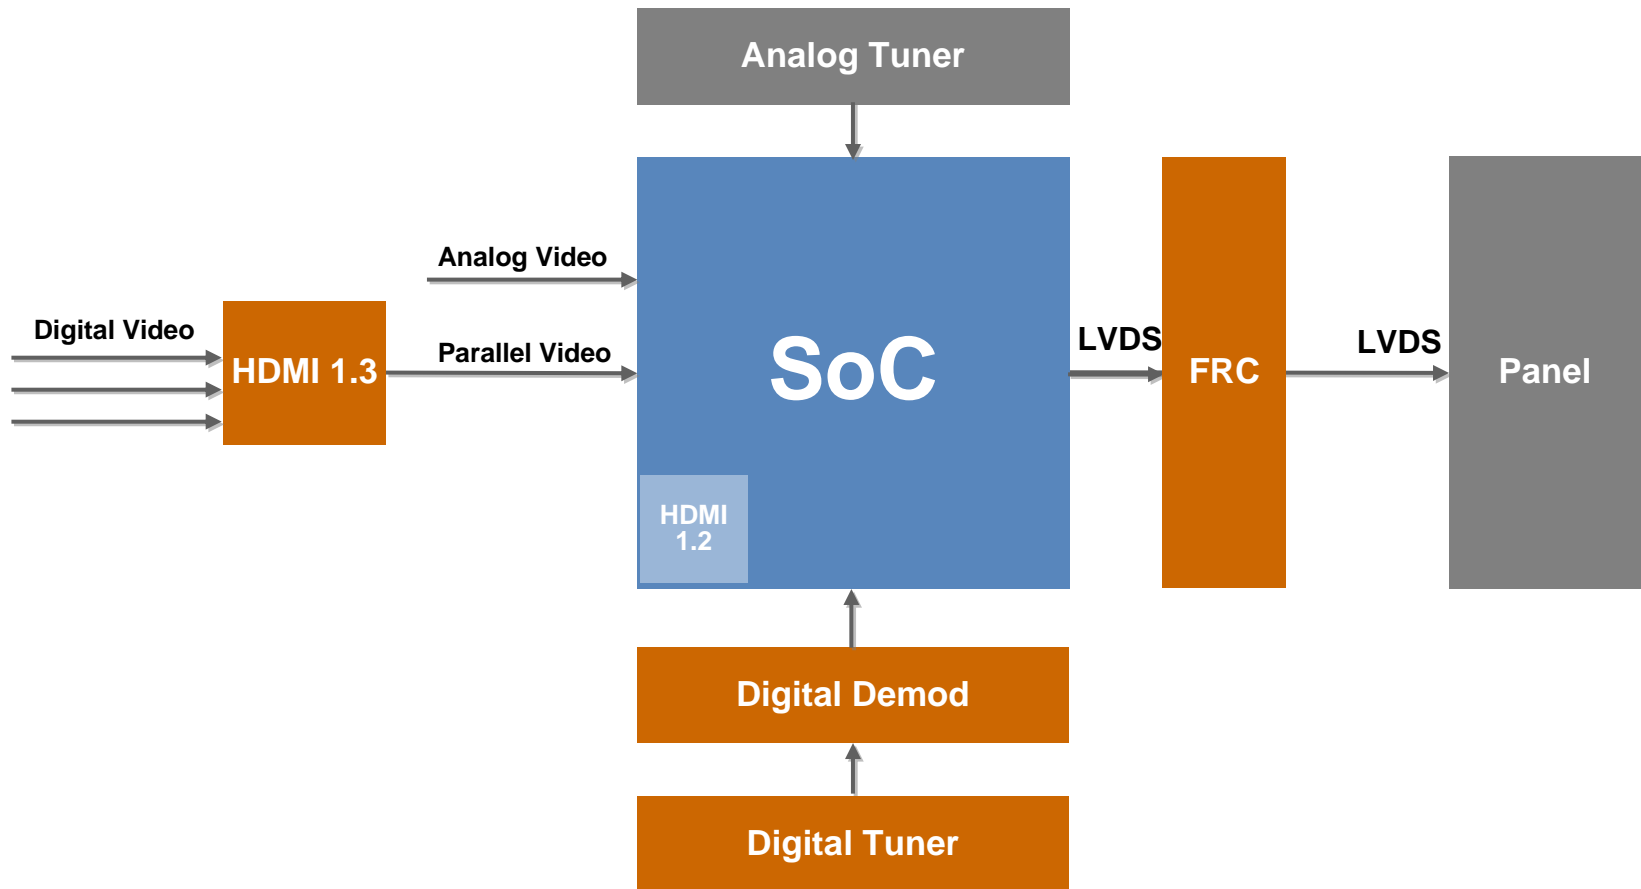 Analog Tuner
Analog Video
Digital Video
HDMI 1.3
Parallel Video
SoC
LVDS
FRC
LVDS
Panel
HDMI
1.2
Digital Demod
Digital Tuner